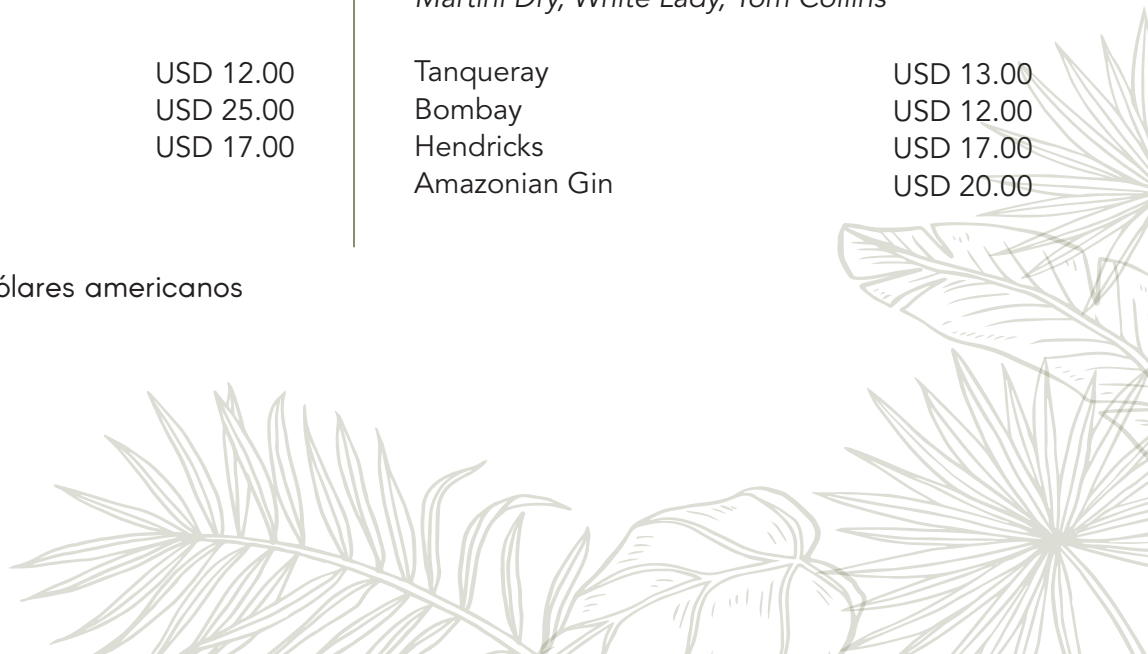 Martini Dry, White Lady, Tom Collins
USD 12.00
USD 25.00
USD 17.00
Tanqueray USD 13.00
Bombay USD 12.00
Hendricks USD 17.00
Amazonian Gin USD 20.00
ólares americanos